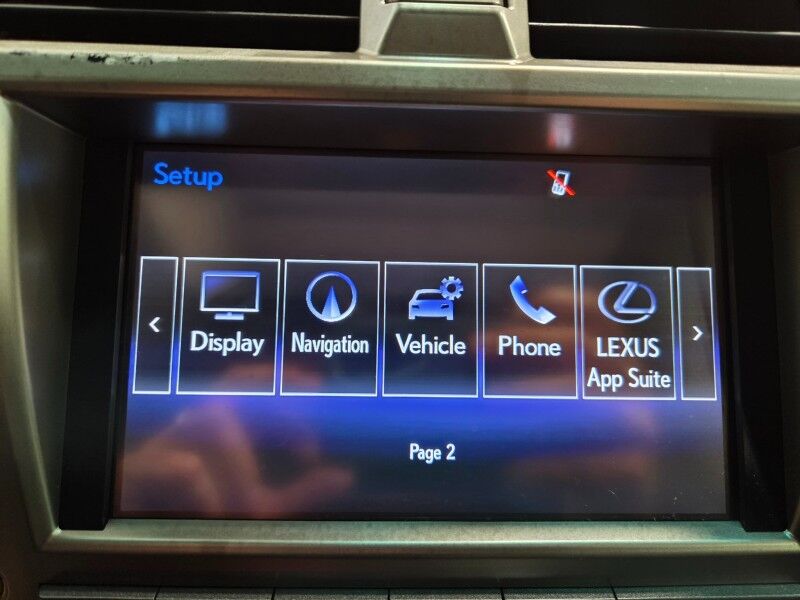 Setup
<
Display
Navigation
Vehicle
Phone
LEXUS
App Suite
>
Page 2